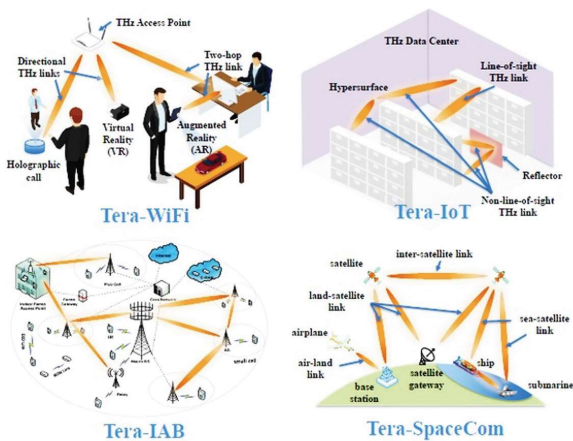 THz Access Point
Directional
THz links
Two-hop
THz link
Holographic
call
Virtual
Reality
(VR)
Augmented
Reality
(AR)
Tera-WiFi
THz Data Center
Line-of-sight
THz link
Hypersurface
Reflector
Non-line-of-sight
THz link
Tera-IoT
Internet
Pico cell
Relay
small cell
Tera-IAB
inter-satellite link
satellite
land-satellite
link
sea-satellite
link
airplane
air-land
link
base
station
satellite
gateway
ship
submarine
Tera-SpaceCom